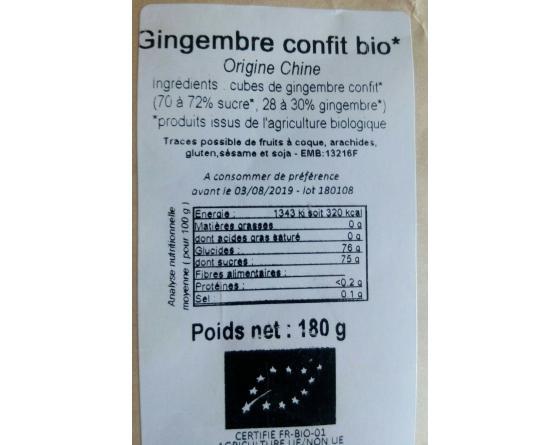 Gingembre confit bio*
Origine Chine
Ingrédients : cubes de gingembre confit*
(70 à 72% sucre*, 28 à 30% gingembre*)
*produits issus de l'agriculture biologique
Traces possible de fruits à coque, arachides,
gluten,sésame et soja - EMB:13216F
A consommer de préférence
avant le 03/08/2019 - lot 180108
Analyse nutritionnelle
moyenne ( pour 100 g )
Energie : 1343 kj soit 320 kcal
Matières grasses 0 g
dont acides gras saturé 0 g
Glucides : 76 g
dont sucres : 75 g
Fibres alimentaires :
Protéines : <0.2 g
Sel : 0.1 g
Poids net : 180 g
CERTIFIE FR-BIO-01
AGRICULTURE UE/NON UE